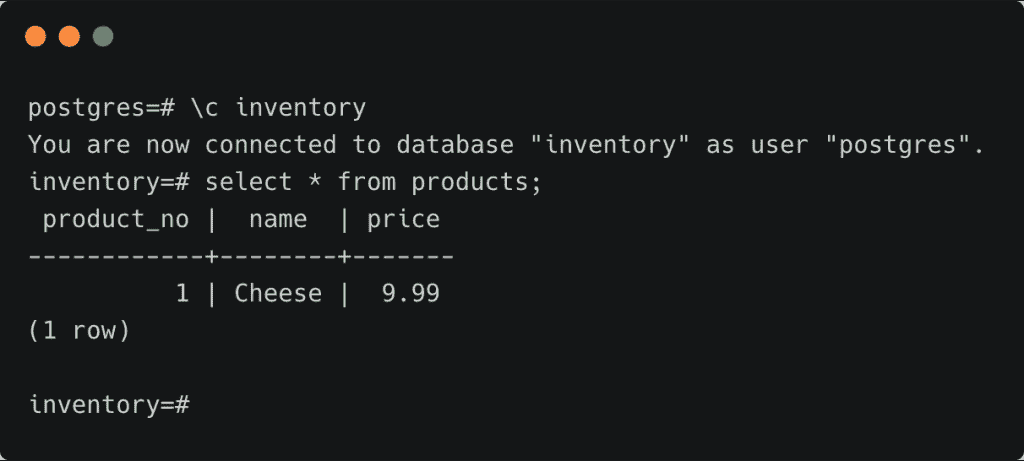 postgres=# \c inventory
You are now connected to database "inventory" as user "postgres".
inventory=# select * from products;
 product_no |  name  | price
------------+--------+-------
          1 | Cheese |  9.99
(1 row)

inventory=#